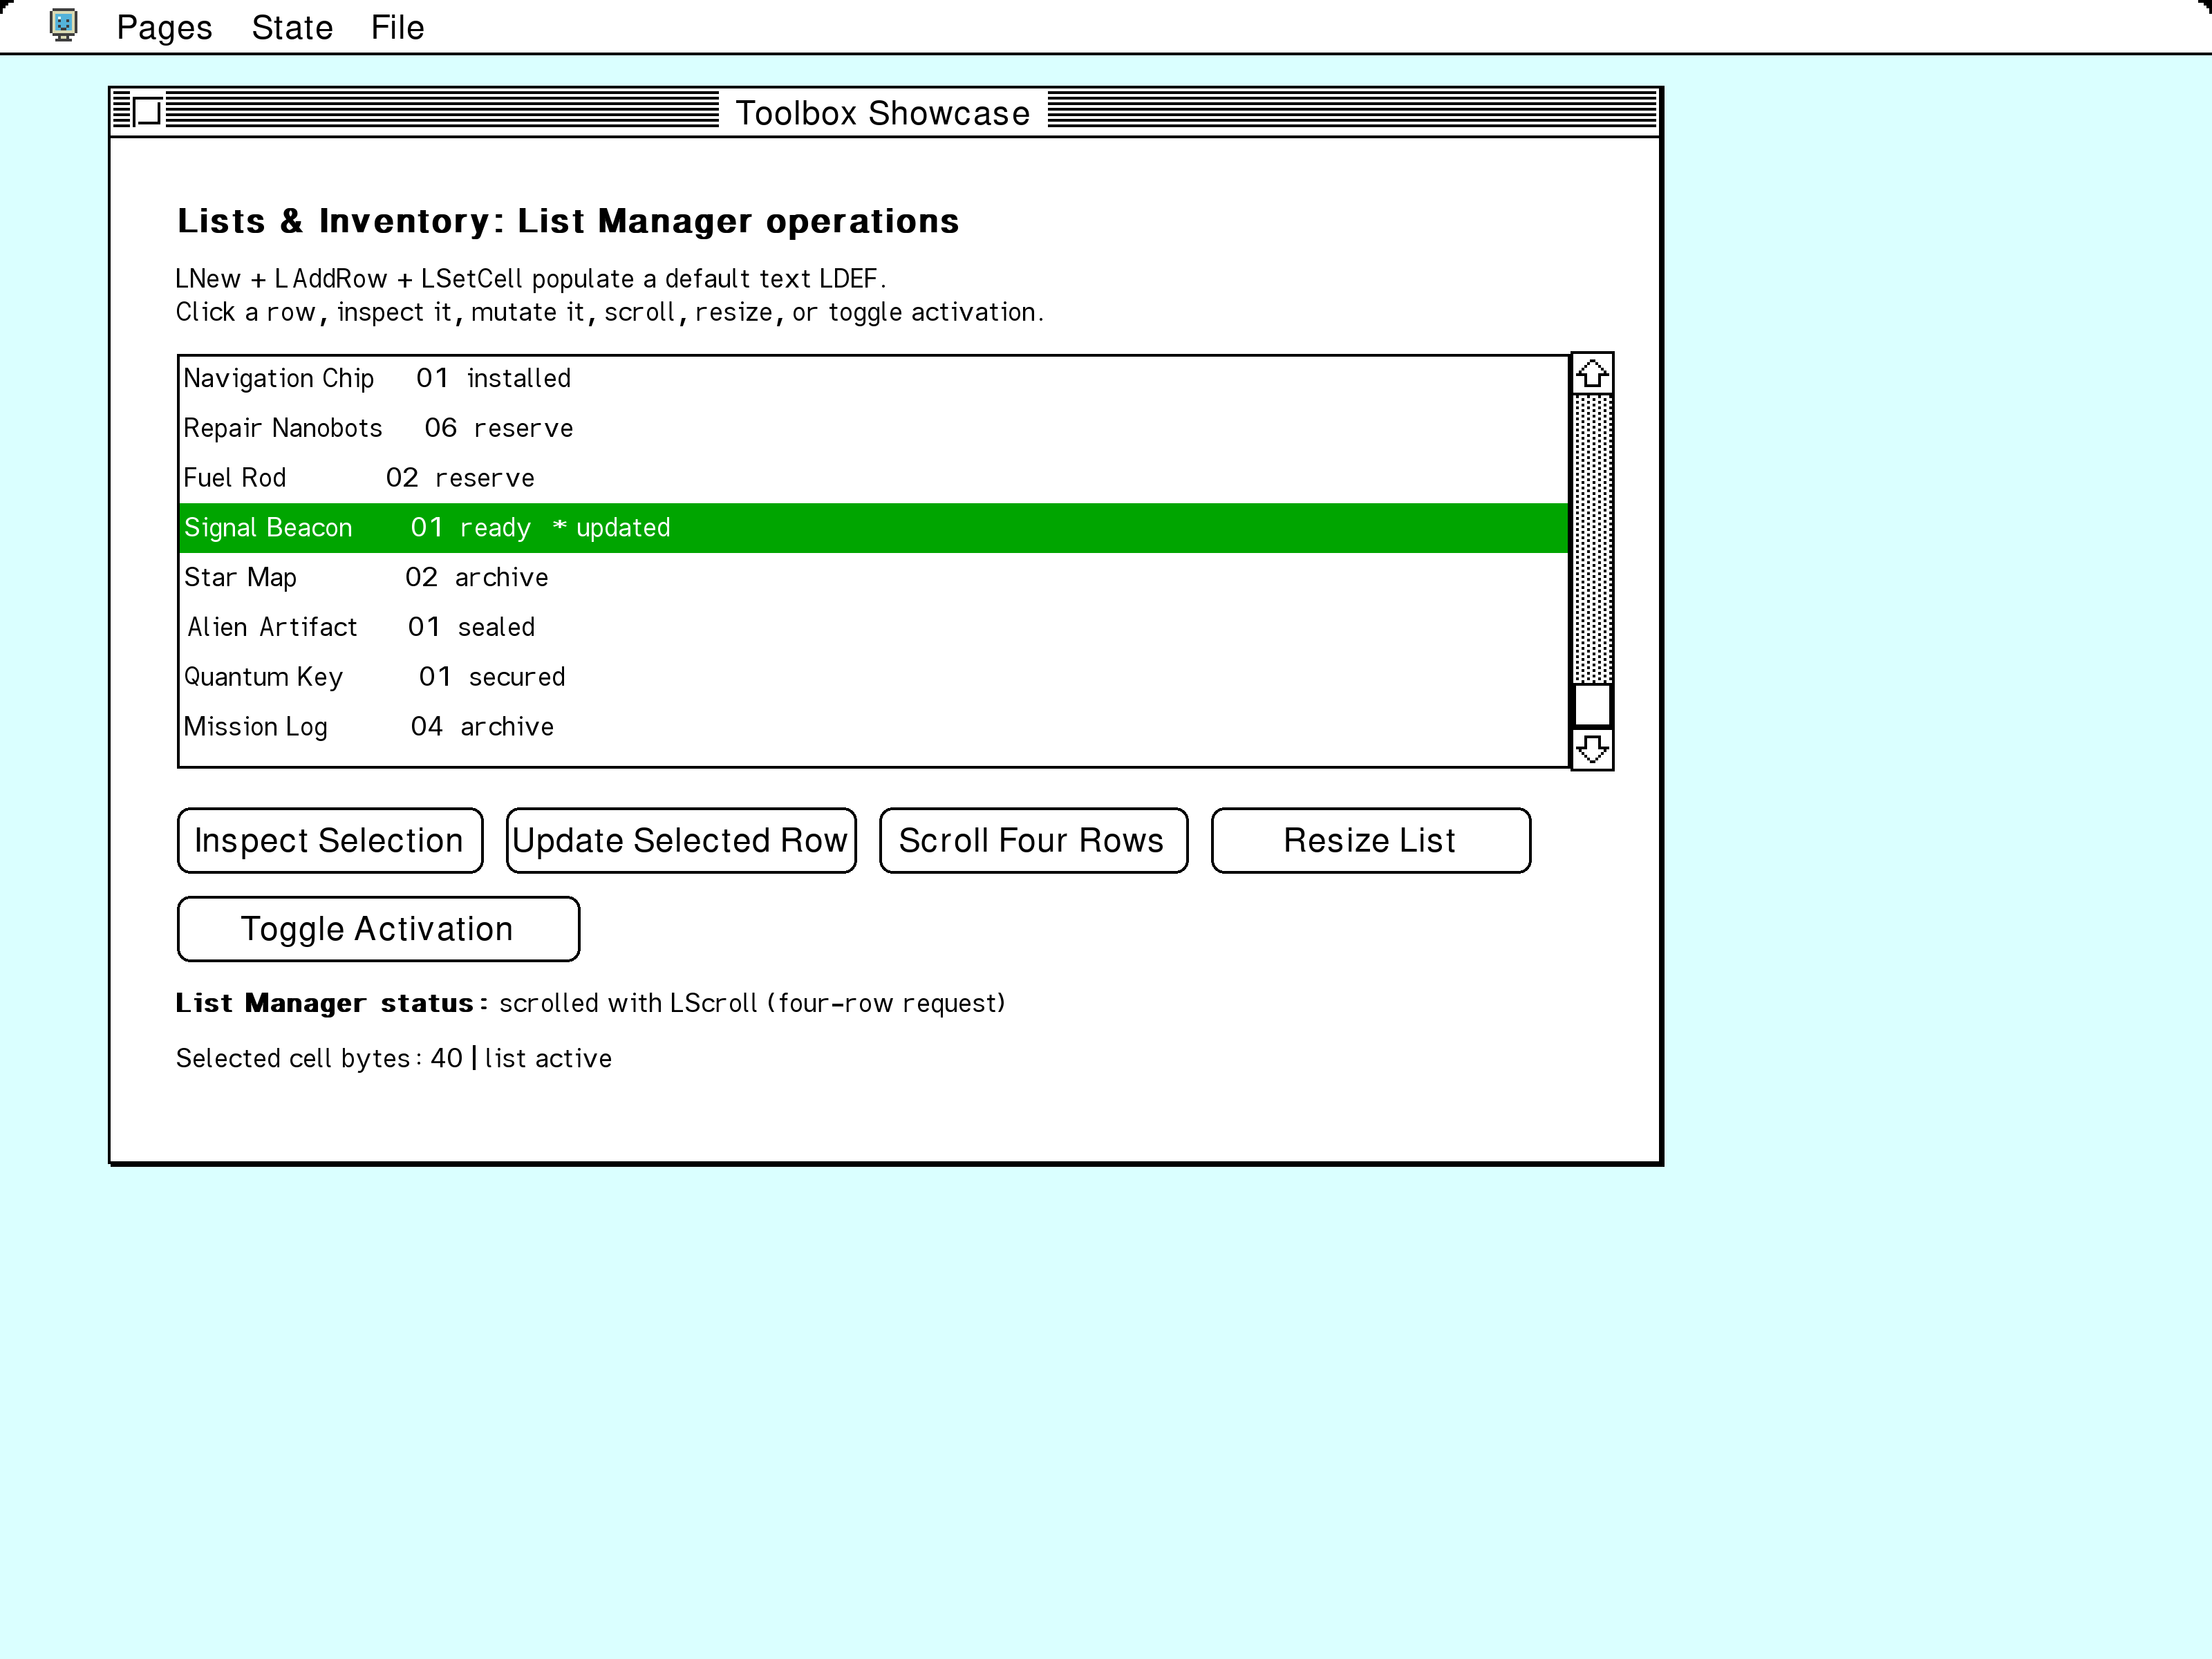 Pages State File
Toolbox Showcase
Lists & Inventory: List Manager operations
LNew + LAddRow + LSetCell populate a default text LDEF.
Click a row, inspect it, mutate it, scroll, resize, or toggle activation.
Navigation Chip 01 installed
Repair Nanobots 06 reserve
Fuel Rod 02 reserve
Signal Beacon 01 ready * updated
Star Map 02 archive
Alien Artifact 01 sealed
Quantum Key 01 secured
Mission Log 04 archive
Inspect Selection Update Selected Row Scroll Four Rows Resize List
Toggle Activation
List Manager status: scrolled with LScroll (four-row request)
Selected cell bytes: 40 | list active